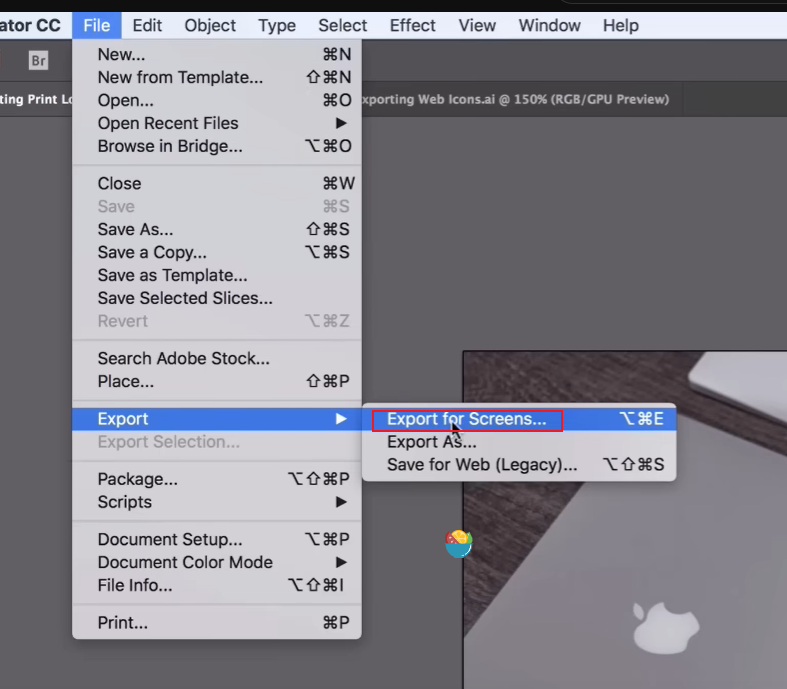 ator CC File Edit Object Type Select Effect View Window Help
Br
ting Print Lo xporting Web Icons.ai @ 150% (RGB/GPU Preview)
New... ⌘N
New from Template... ⇧⌘N
Open... ⌘O
Open Recent Files ▶
Browse in Bridge... ⌥⌘O
Close ⌘W
Save ⌘S
Save As... ⇧⌘S
Save a Copy... ⌥⌘S
Save as Template...
Save Selected Slices...
Revert ⌥⌘Z
Search Adobe Stock...
Place... ⇧⌘P
Export ▶ Export for Screens... ⌥⌘E
Export Selection... Export As...
Save for Web (Legacy)... ⌥⇧⌘S
Package... ⌥⇧⌘P
Scripts ▶
Document Setup... ⌥⌘P
Document Color Mode ▶
File Info... ⌥⇧⌘I
Print... ⌘P